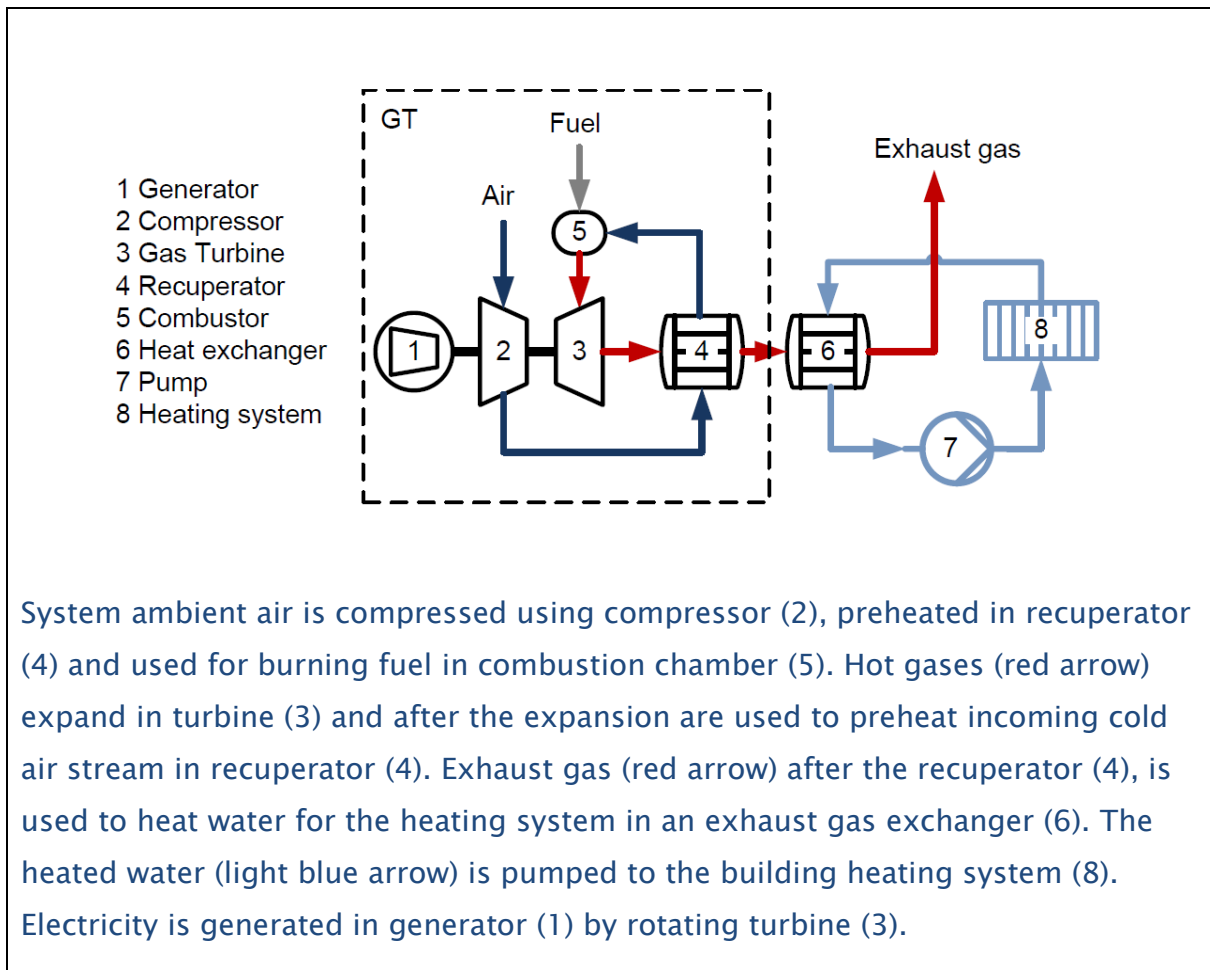 GT
Fuel
Exhaust gas
1 Generator
2 Compressor
3 Gas Turbine
4 Recuperator
5 Combustor
6 Heat exchanger
7 Pump
8 Heating system
Air
5
1
2
3
4
6
7
8
System ambient air is compressed using compressor (2), preheated in recuperator
(4) and used for burning fuel in combustion chamber (5). Hot gases (red arrow)
expand in turbine (3) and after the expansion are used to preheat incoming cold
air stream in recuperator (4). Exhaust gas (red arrow) after the recuperator (4), is
used to heat water for the heating system in an exhaust gas exchanger (6). The
heated water (light blue arrow) is pumped to the building heating system (8).
Electricity is generated in generator (1) by rotating turbine (3).